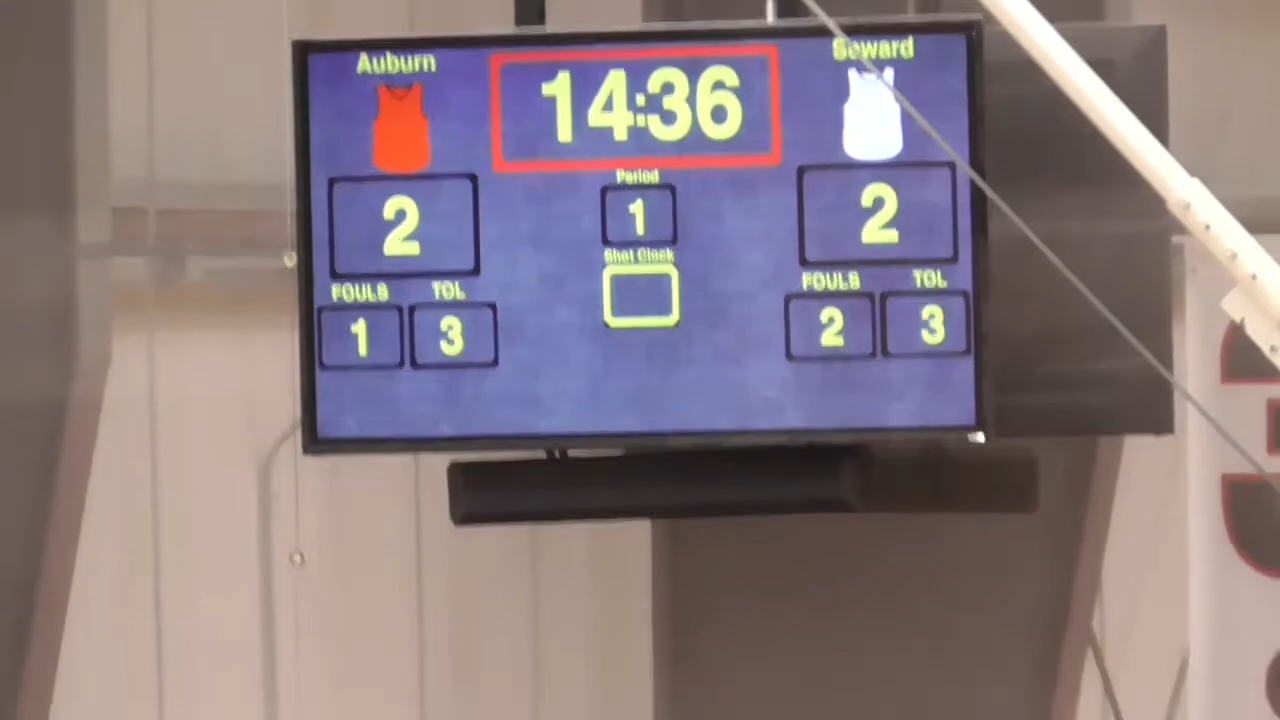 Auburn
14:36
Seward
2
Period
1
2
Shot Clock
FOULS
TOL
1
3
FOULS
TOL
2
3